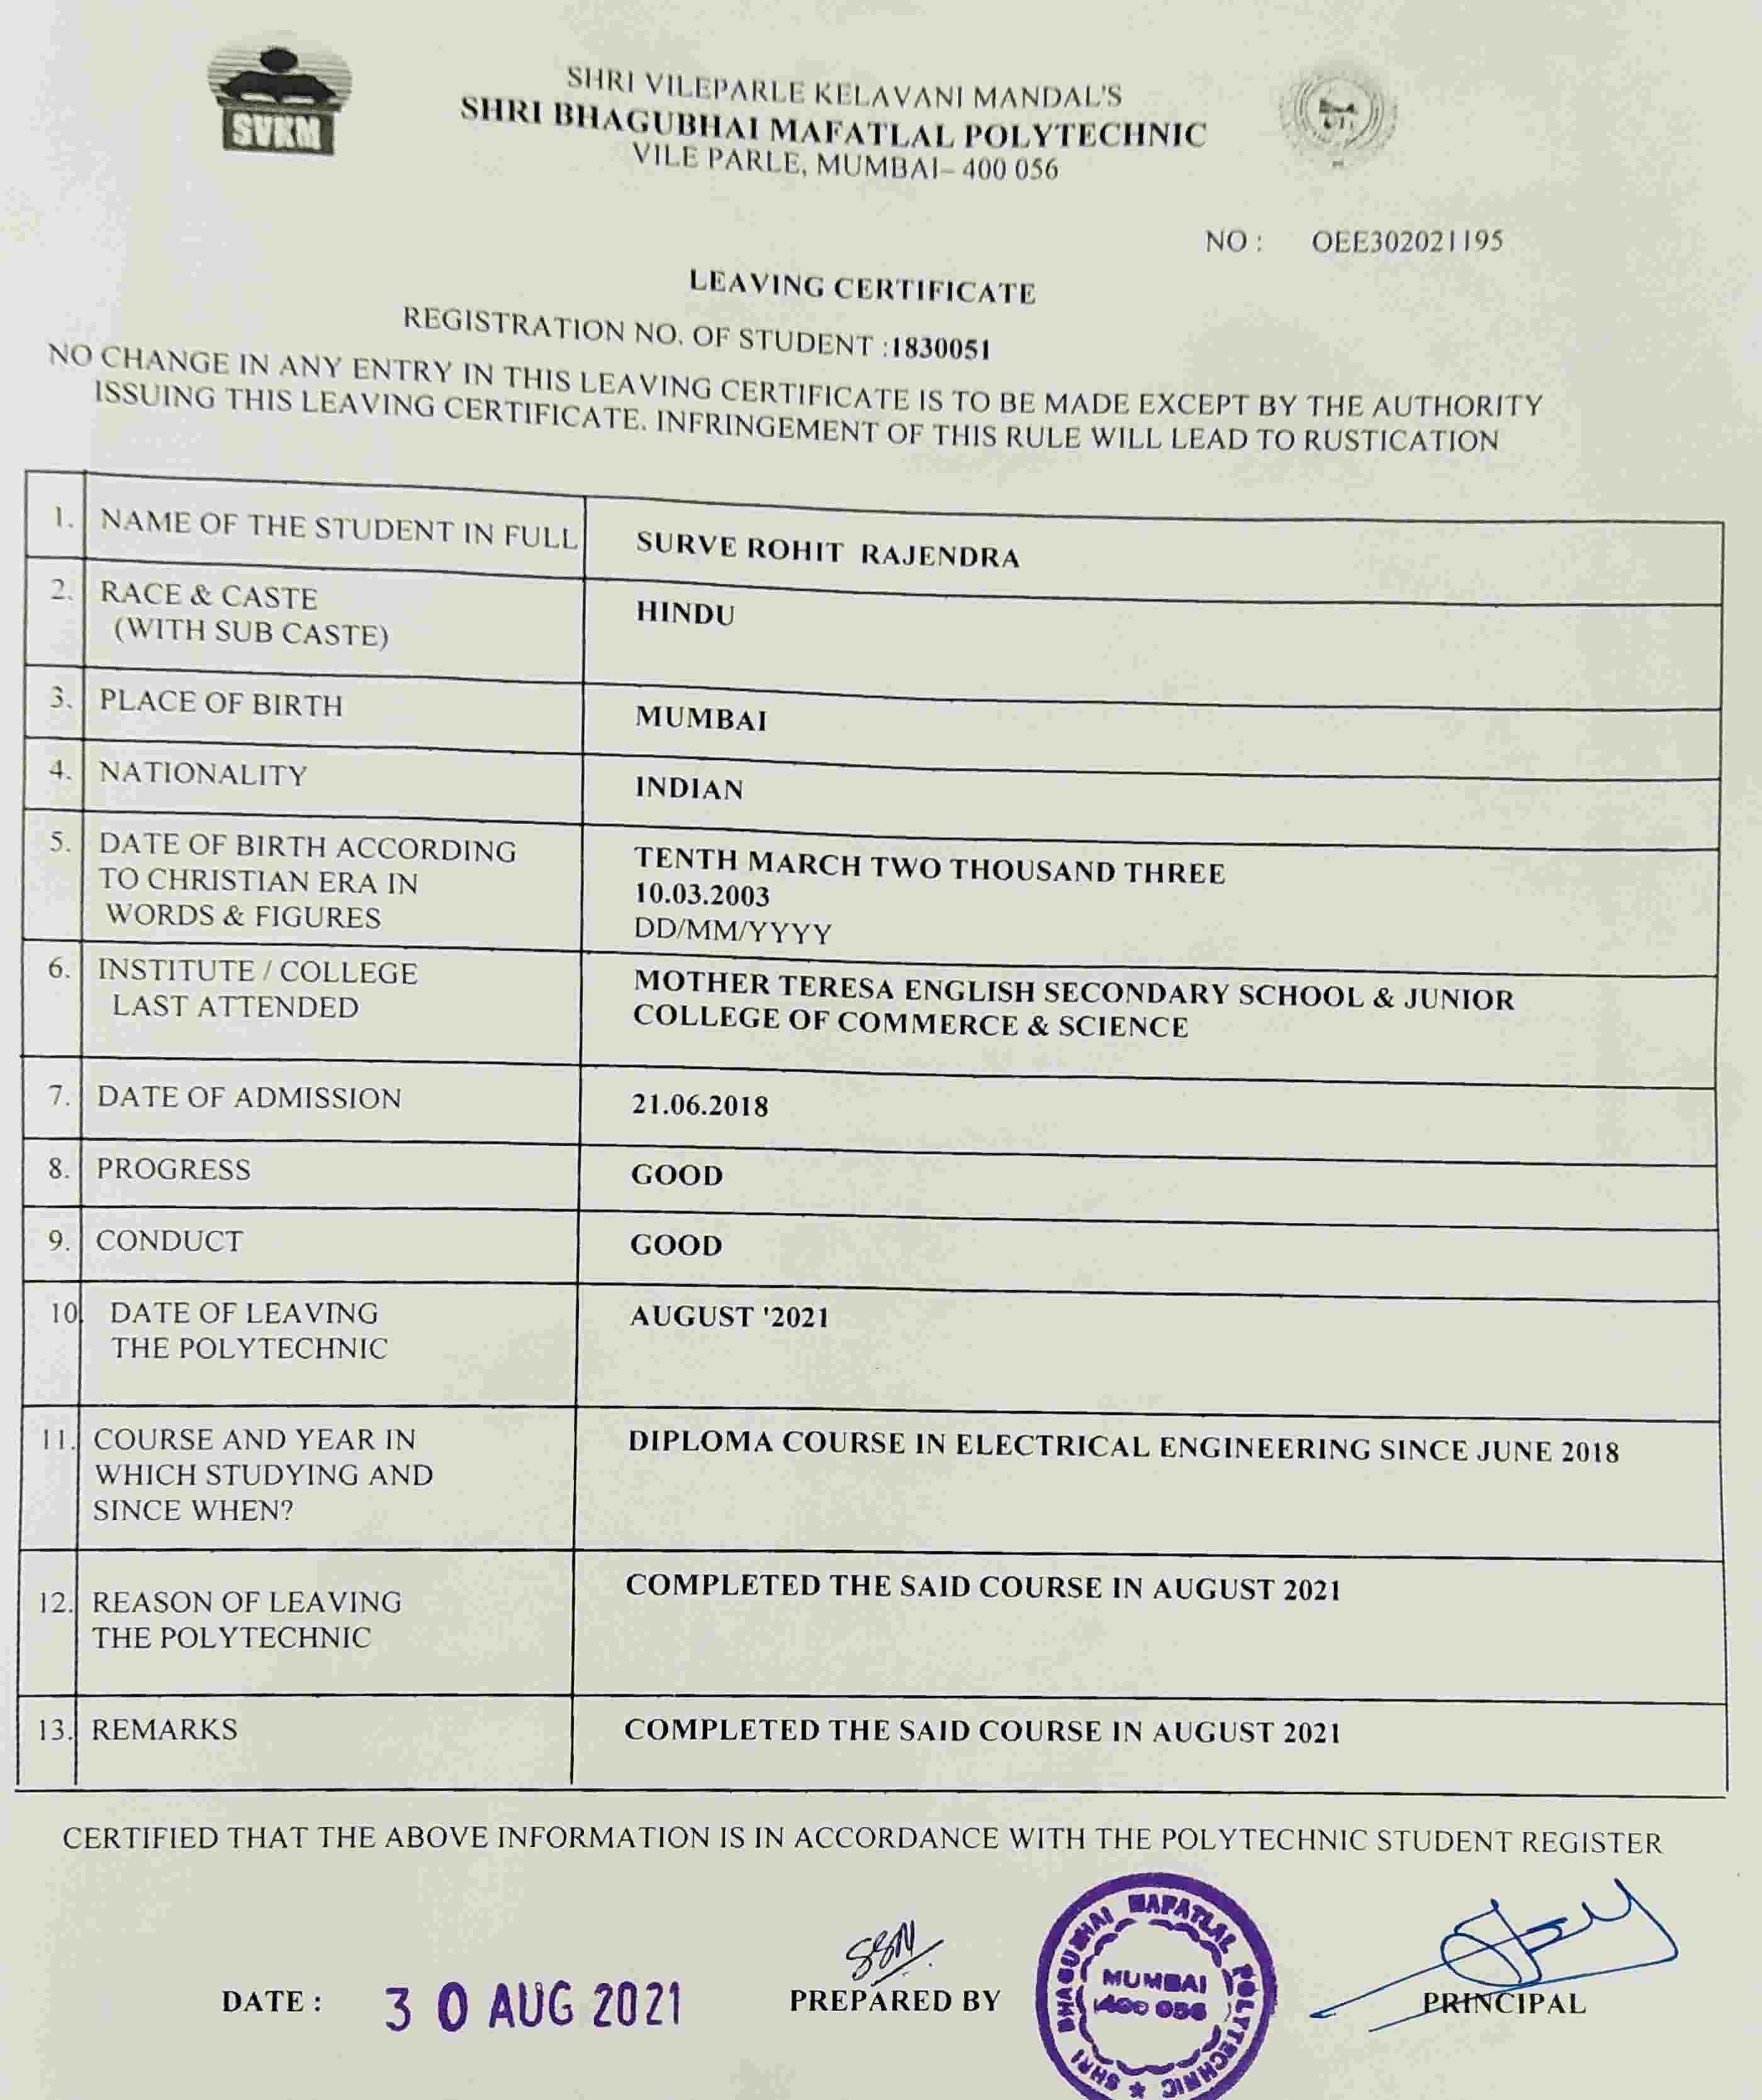 SVKM
SHRI VILEPARLE KELAVANI MANDAL'S
SHRI BHAGUBHAI MAFATLAL POLYTECHNIC
VILE PARLE, MUMBAI– 400 056
NO : OEE302021195
LEAVING CERTIFICATE
REGISTRATION NO. OF STUDENT :1830051
NO CHANGE IN ANY ENTRY IN THIS LEAVING CERTIFICATE IS TO BE MADE EXCEPT BY THE AUTHORITY
ISSUING THIS LEAVING CERTIFICATE. INFRINGEMENT OF THIS RULE WILL LEAD TO RUSTICATION
1. NAME OF THE STUDENT IN FULL SURVE ROHIT RAJENDRA
2. RACE & CASTE HINDU
(WITH SUB CASTE)
3. PLACE OF BIRTH MUMBAI
4. NATIONALITY INDIAN
5. DATE OF BIRTH ACCORDING TENTH MARCH TWO THOUSAND THREE
TO CHRISTIAN ERA IN 10.03.2003
WORDS & FIGURES DD/MM/YYYY
6. INSTITUTE / COLLEGE MOTHER TERESA ENGLISH SECONDARY SCHOOL & JUNIOR
LAST ATTENDED COLLEGE OF COMMERCE & SCIENCE
7. DATE OF ADMISSION 21.06.2018
8. PROGRESS GOOD
9. CONDUCT GOOD
10 DATE OF LEAVING AUGUST '2021
THE POLYTECHNIC
11. COURSE AND YEAR IN DIPLOMA COURSE IN ELECTRICAL ENGINEERING SINCE JUNE 2018
WHICH STUDYING AND
SINCE WHEN?
12. REASON OF LEAVING COMPLETED THE SAID COURSE IN AUGUST 2021
THE POLYTECHNIC
13. REMARKS COMPLETED THE SAID COURSE IN AUGUST 2021
CERTIFIED THAT THE ABOVE INFORMATION IS IN ACCORDANCE WITH THE POLYTECHNIC STUDENT REGISTER
DATE : 30 AUG 2021 PREPARED BY PRINCIPAL
SHRI BHAGUBHAI MAFATLAL POLYTECHNIC
MUMBAI
400 056